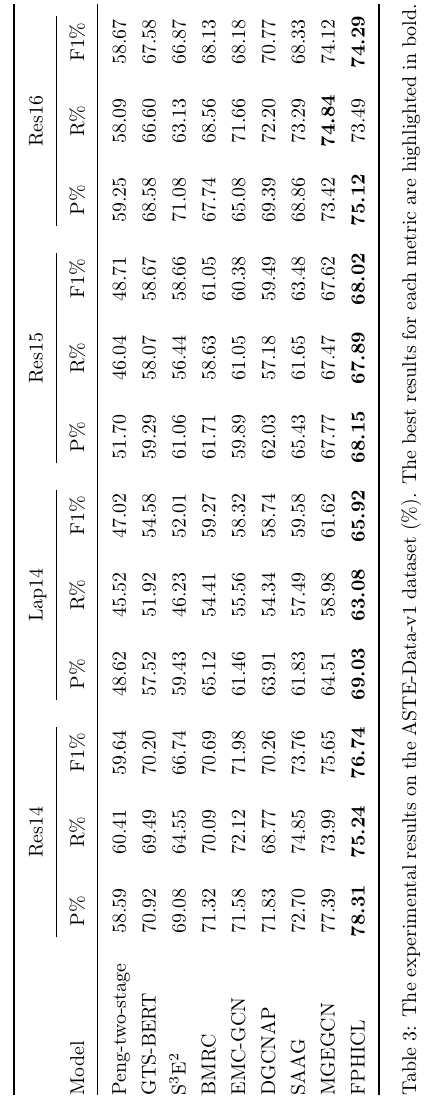 Res14 Lap14 Res15 Res16
Model P% R% F1% P% R% F1% P% R% F1% P% R% F1%
Peng-two-stage 58.59 60.41 59.64 48.62 45.52 47.02 51.70 46.04 48.71 59.25 58.09 58.67
GTS-BERT 70.92 69.49 70.20 57.52 51.92 54.58 59.29 58.07 58.67 68.58 66.60 67.58
S³E² 69.08 64.55 66.74 59.43 46.23 52.01 61.06 56.44 58.66 71.08 63.13 66.87
BMRC 71.32 70.09 70.69 65.12 54.41 59.27 61.71 58.63 61.05 67.74 68.56 68.13
EMC-GCN 71.58 72.12 71.98 61.46 55.56 58.32 59.89 61.05 60.38 65.08 71.66 68.18
DGCNAP 71.83 68.77 70.26 63.91 54.34 58.74 62.03 57.18 59.49 69.39 72.20 70.77
SAAG 72.70 74.85 73.76 61.83 57.49 59.58 65.43 61.65 63.48 68.86 73.29 68.33
MGEGCN 77.39 73.99 75.65 64.51 58.98 61.62 67.77 67.47 67.62 73.42 74.84 74.12
FPHICL 78.31 75.24 76.74 69.03 63.08 65.92 68.15 67.89 68.02 75.12 73.49 74.29
Table 3: The experimental results on the ASTE-Data-v1 dataset (%). The best results for each metric are highlighted in bold.